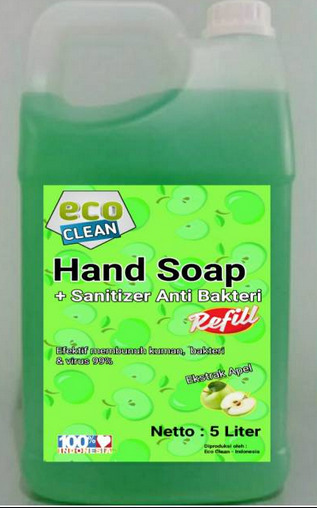 eco
CLEAN
Hand Soap
+ Sanitizer Anti Bakteri
Refill
Efektif membunuh kuman, bakteri
& virus 99%
Ekstrak Apel
Netto : 5 Liter
100%
INDONESIA
Diproduksi oleh :
Eco Clean - Indonesia